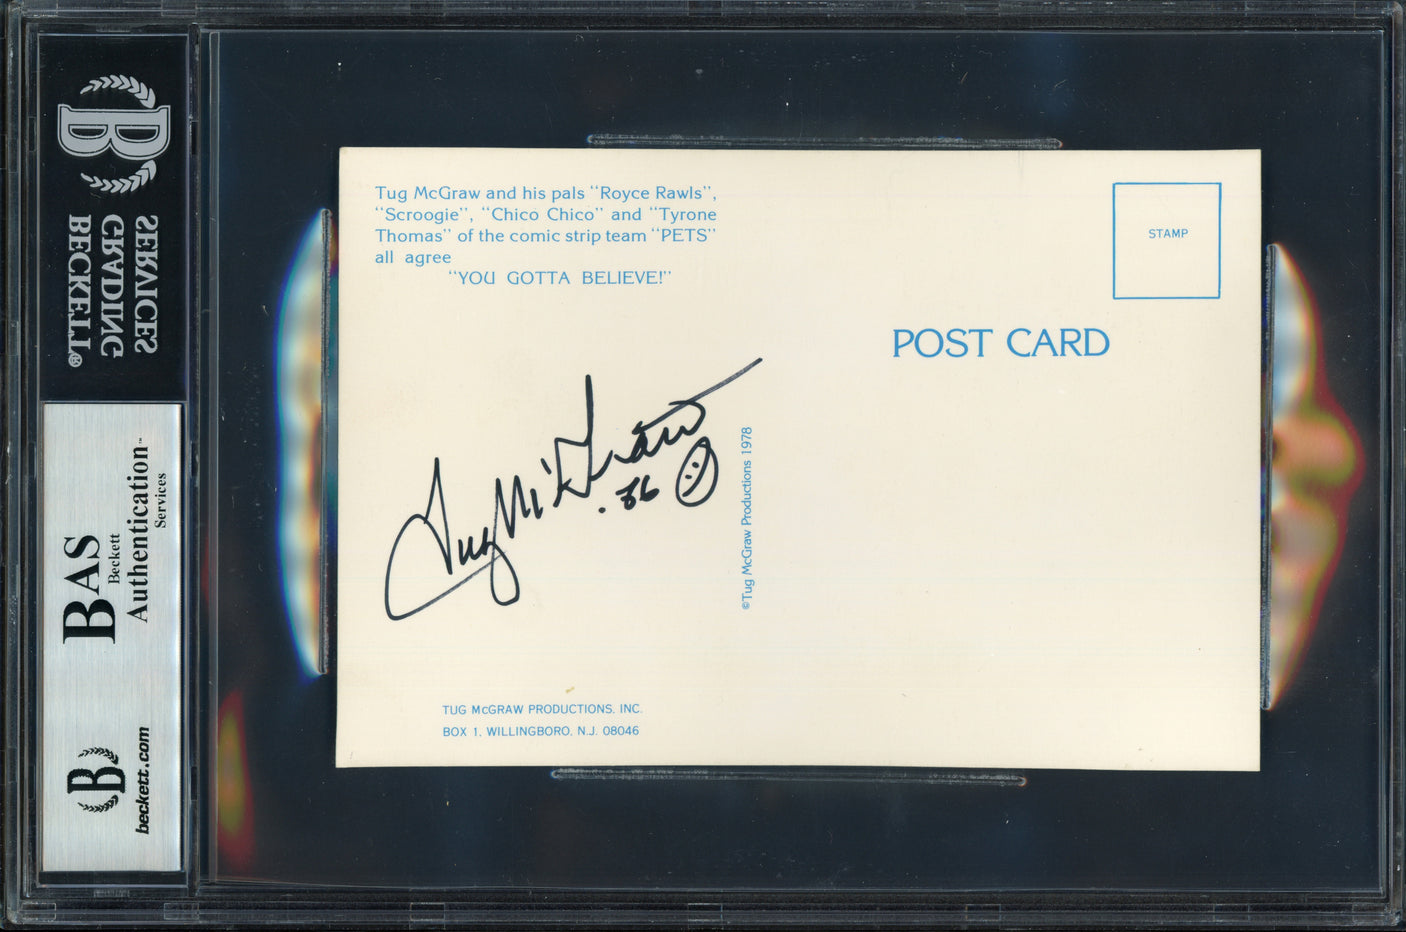 Tug McGraw and his pals "Royce Rawls",
"Scroogie", "Chico Chico" and "Tyrone
Thomas" of the comic strip team "PETS"
all agree
"YOU GOTTA BELIEVE!"
STAMP
POST CARD
Tug McGraw
.86
©Tug McGraw Productions 1978
TUG McGRAW PRODUCTIONS, INC.
BOX 1, WILLINGBORO, N.J. 08046
B
BECKETT®
GRADING
SERVICES
BAS
Beckett
Authentication™
Services
B
beckett.com